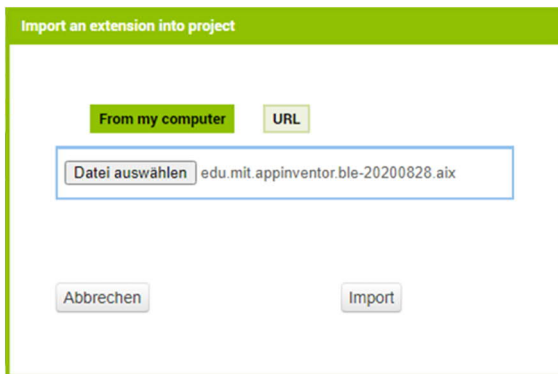 Import an extension into project
From my computer URL
Datei auswählen edu.mit.appinventor.ble-20200828.aix
Abbrechen Import